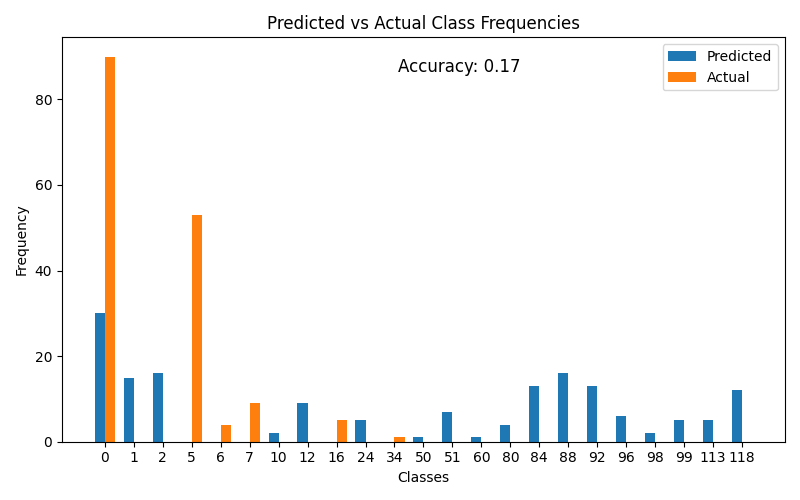 Predicted vs Actual Class Frequencies
Accuracy: 0.17
Predicted
Actual
Frequency
80
60
40
20
0
0 1 2 5 6 7 10 12 16 24 34 50 51 60 80 84 88 92 96 98 99 113 118
Classes